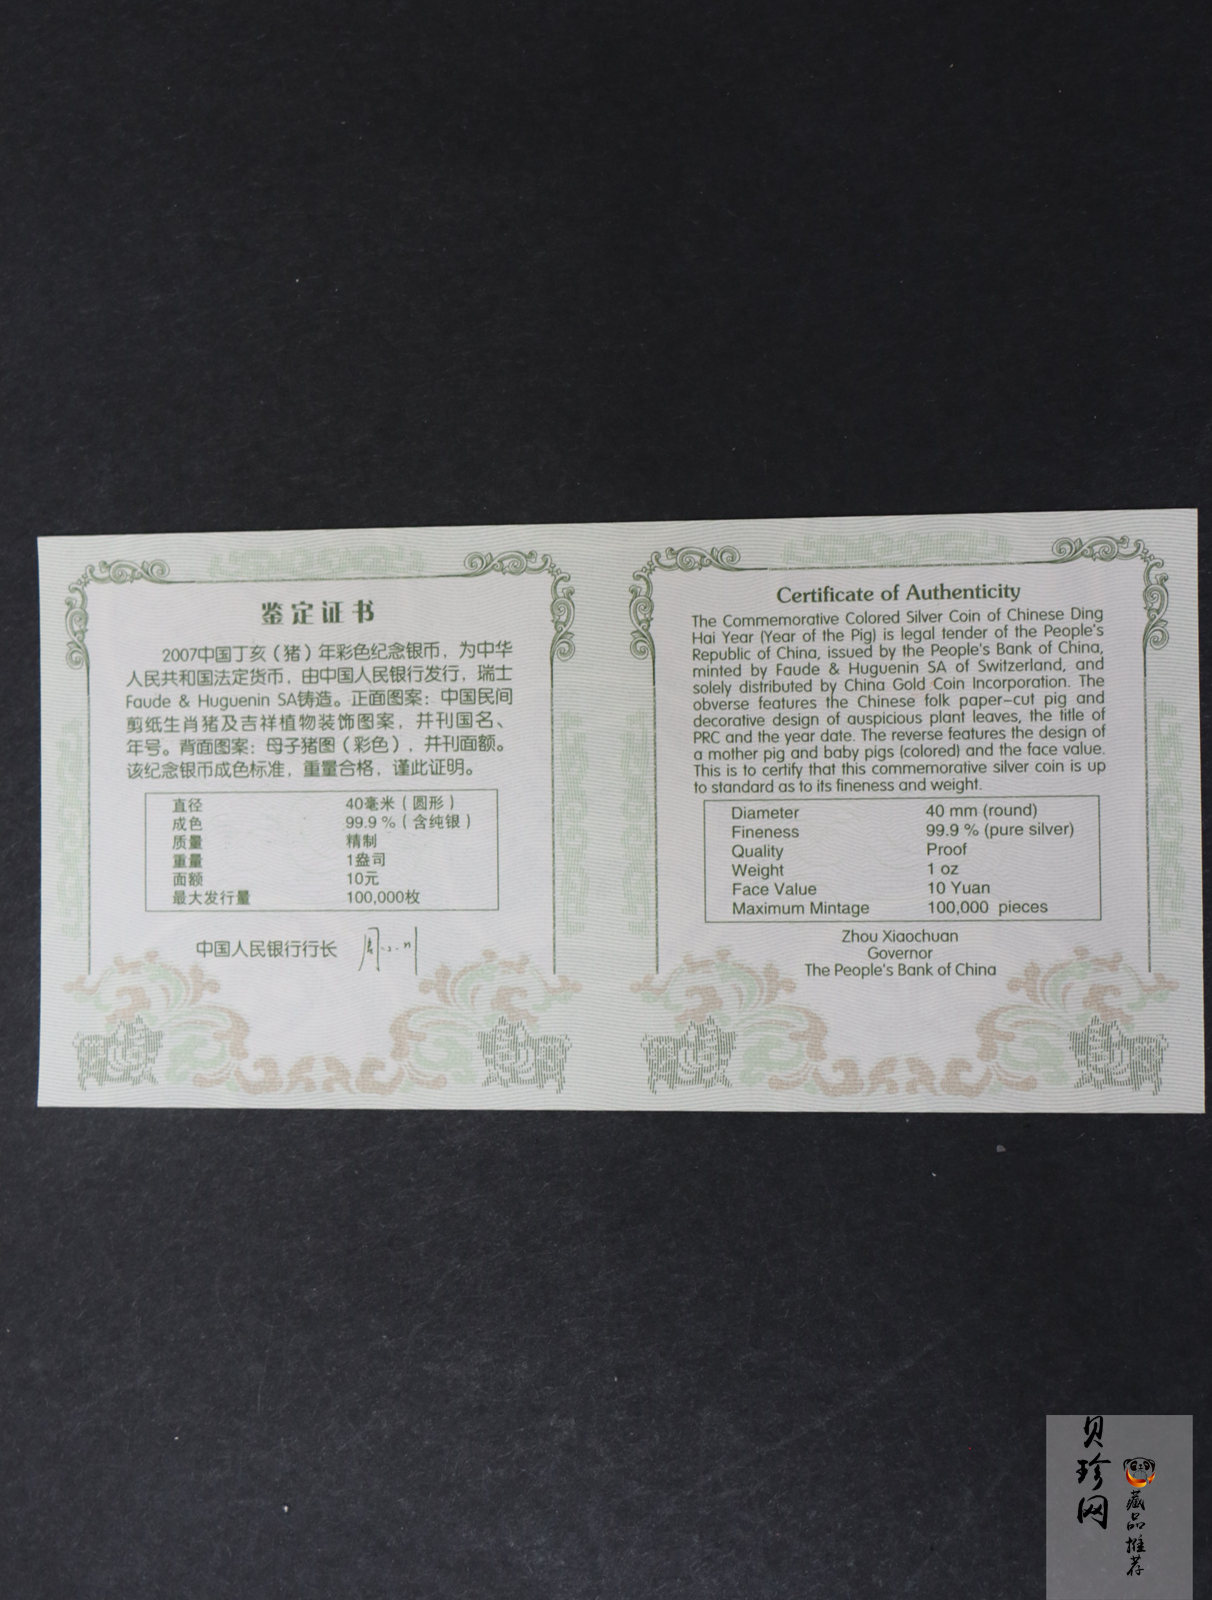 鉴定证书
2007中国丁亥（猪）年彩色纪念银币，为中华
人民共和国法定货币，由中国人民银行发行，瑞士
Faude & Huguenin SA铸造。正面图案：中国民间
剪纸生肖猪及吉祥植物装饰图案，并刊国名、
年号。背面图案：母子猪图（彩色），并刊面额。
该纪念银币成色标准，重量合格，谨此证明。
直径 40毫米（圆形）
成色 99.9 %（含纯银）
质量 精制
重量 1盎司
面额 10元
最大发行量 100,000枚
中国人民银行行长
Certificate of Authenticity
The Commemorative Colored Silver Coin of Chinese Ding
Hai Year (Year of the Pig) is legal tender of the People's
Republic of China, issued by the People's Bank of China,
minted by Faude & Huguenin SA of Switzerland, and
solely distributed by China Gold Coin Incorporation. The
obverse features the Chinese folk paper-cut pig and
decorative design of auspicious plant leaves, the title of
PRC and the year date. The reverse features the design of
a mother pig and baby pigs (colored) and the face value.
This is to certify that this commemorative silver coin is up
to standard as to its fineness and weight.
Diameter 40 mm (round)
Fineness 99.9 % (pure silver)
Quality Proof
Weight 1 oz
Face Value 10 Yuan
Maximum Mintage 100,000 pieces
Zhou Xiaochuan
Governor
The People's Bank of China
贝珍网
藏品推荐